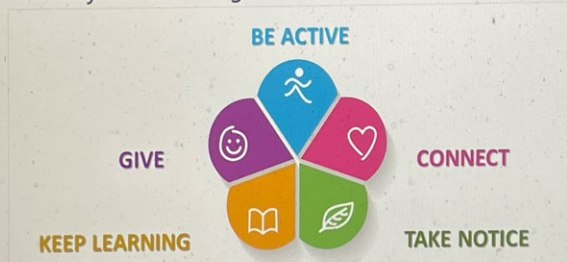 BE ACTIVE
GIVE
CONNECT
KEEP LEARNING
TAKE NOTICE